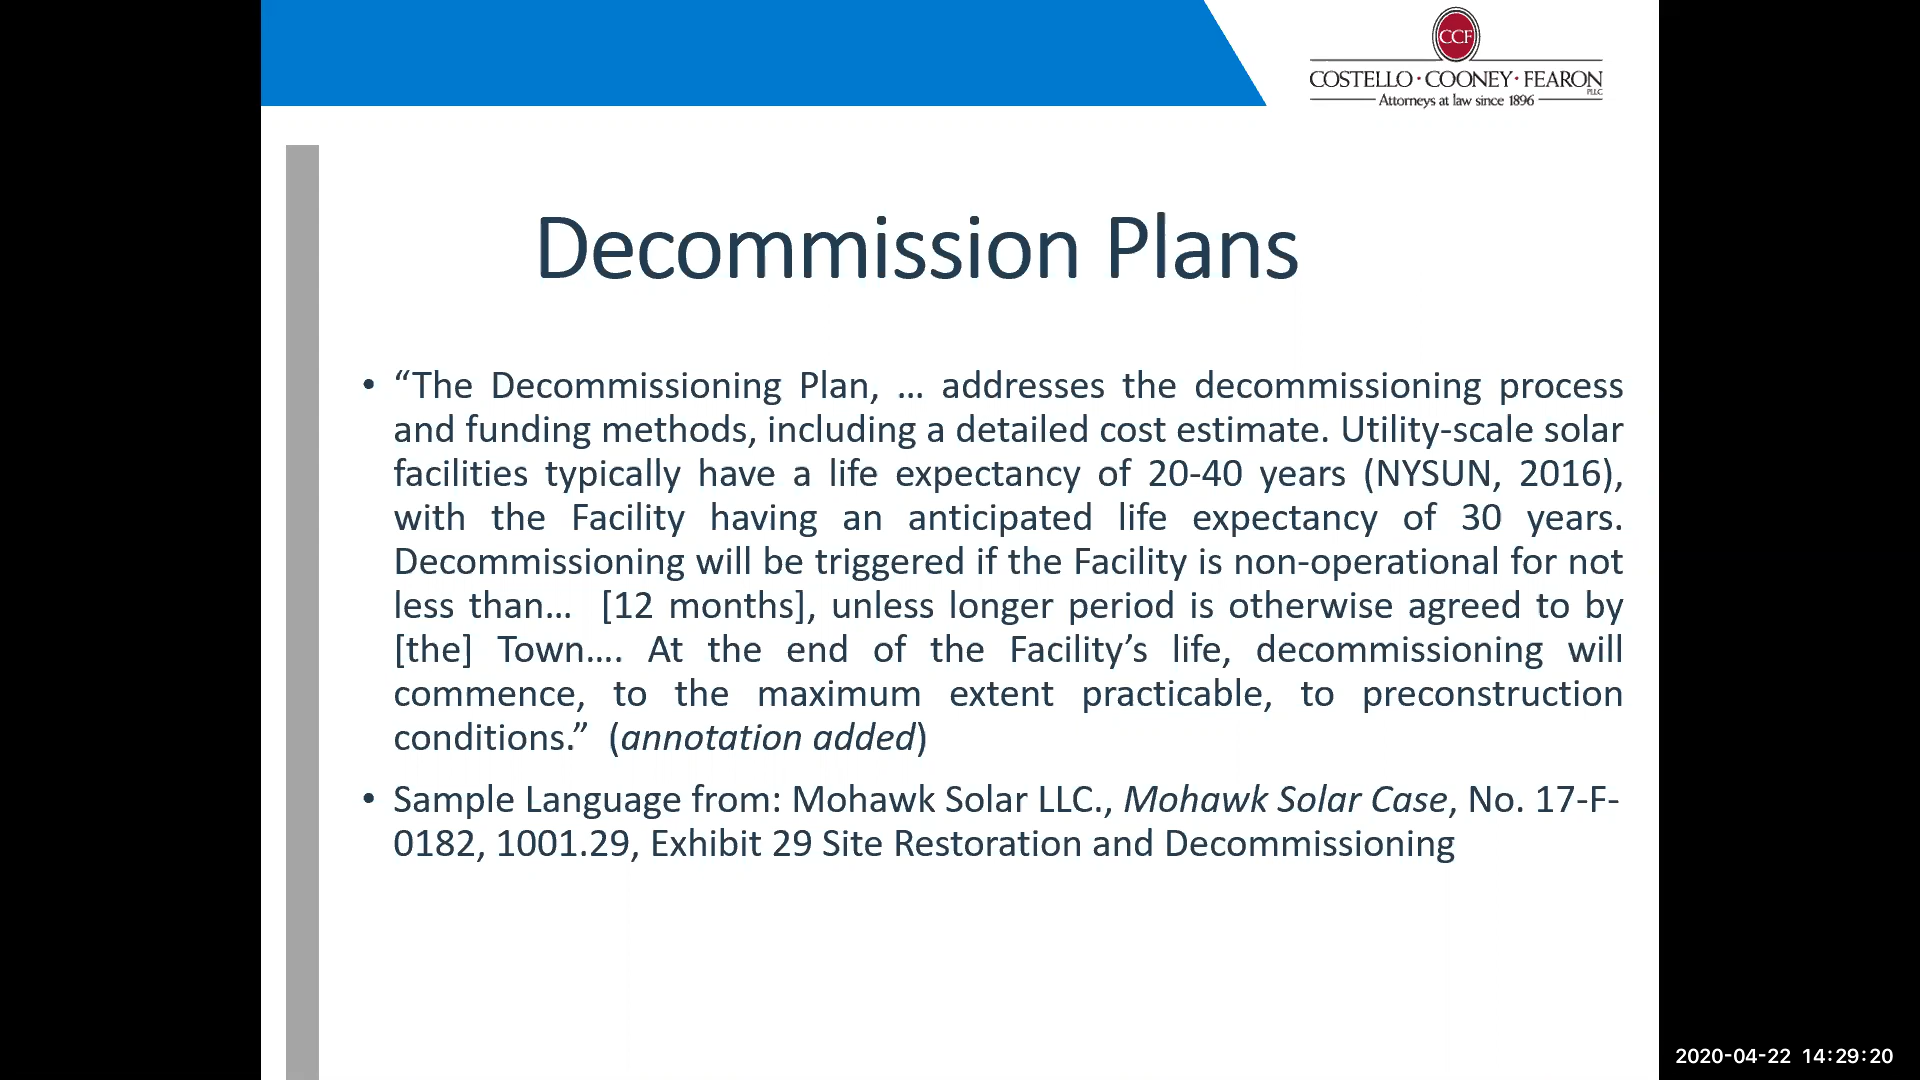 CCF
COSTELLO · COONEY · FEARON
PLLC
Attorneys at law since 1896
Decommission Plans
• “The Decommissioning Plan, … addresses the decommissioning process
and funding methods, including a detailed cost estimate. Utility-scale solar
facilities typically have a life expectancy of 20-40 years (NYSUN, 2016),
with the Facility having an anticipated life expectancy of 30 years.
Decommissioning will be triggered if the Facility is non-operational for not
less than… [12 months], unless longer period is otherwise agreed to by
[the] Town…. At the end of the Facility’s life, decommissioning will
commence, to the maximum extent practicable, to preconstruction
conditions.” (annotation added)
• Sample Language from: Mohawk Solar LLC., Mohawk Solar Case, No. 17-F-
0182, 1001.29, Exhibit 29 Site Restoration and Decommissioning
2020-04-22 14:29:20